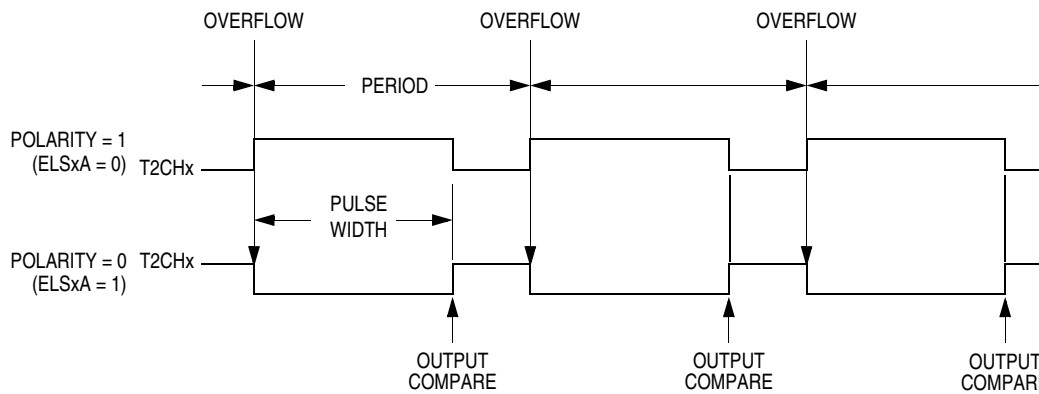 OVERFLOW
OVERFLOW
OVERFLOW
PERIOD
POLARITY = 1
(ELSxA = 0)
T2CHx
PULSE
WIDTH
POLARITY = 0
T2CHx
(ELSxA = 1)
OUTPUT
COMPARE
OUTPUT
COMPARE
OUTPUT
COMPARE